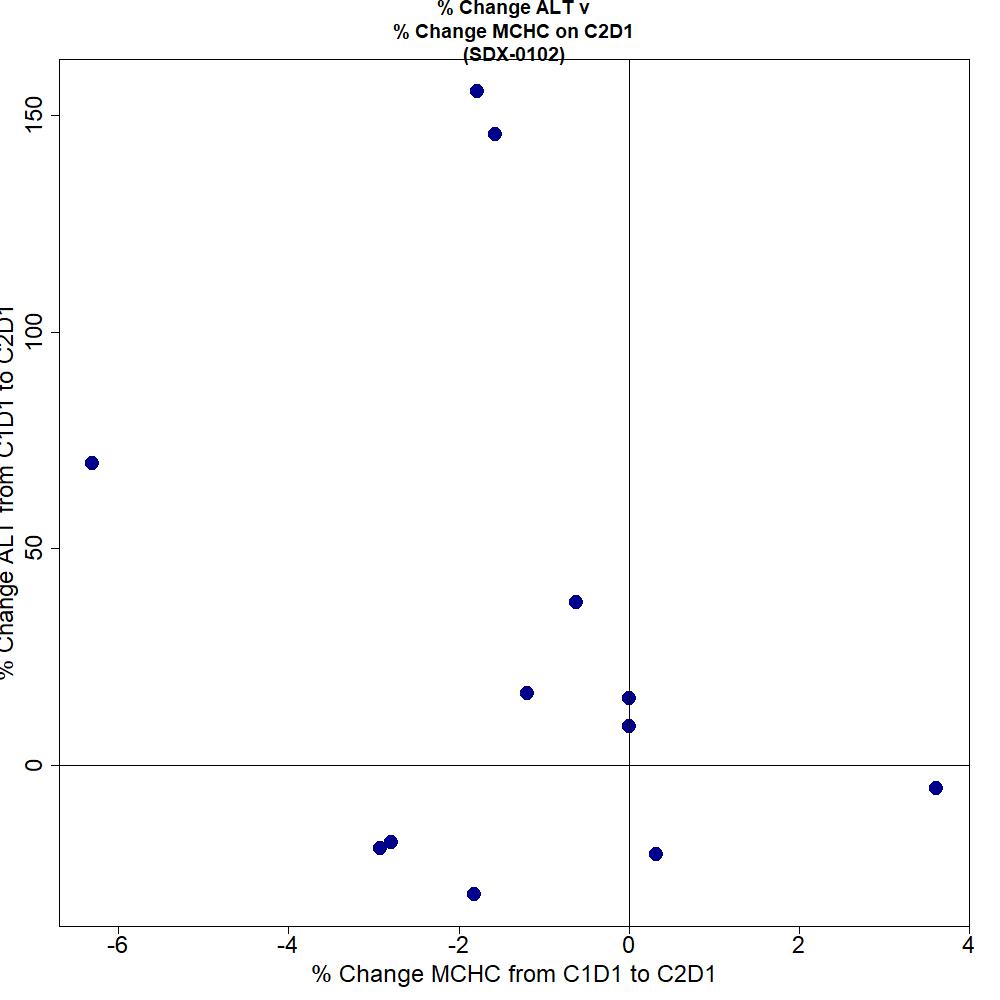 % Change ALT v
% Change MCHC on C2D1
(SDX-0102)
% Change ALT from C1D1 to C2D1
150
100
50
0
-6
-4
-2
0
2
4
% Change MCHC from C1D1 to C2D1